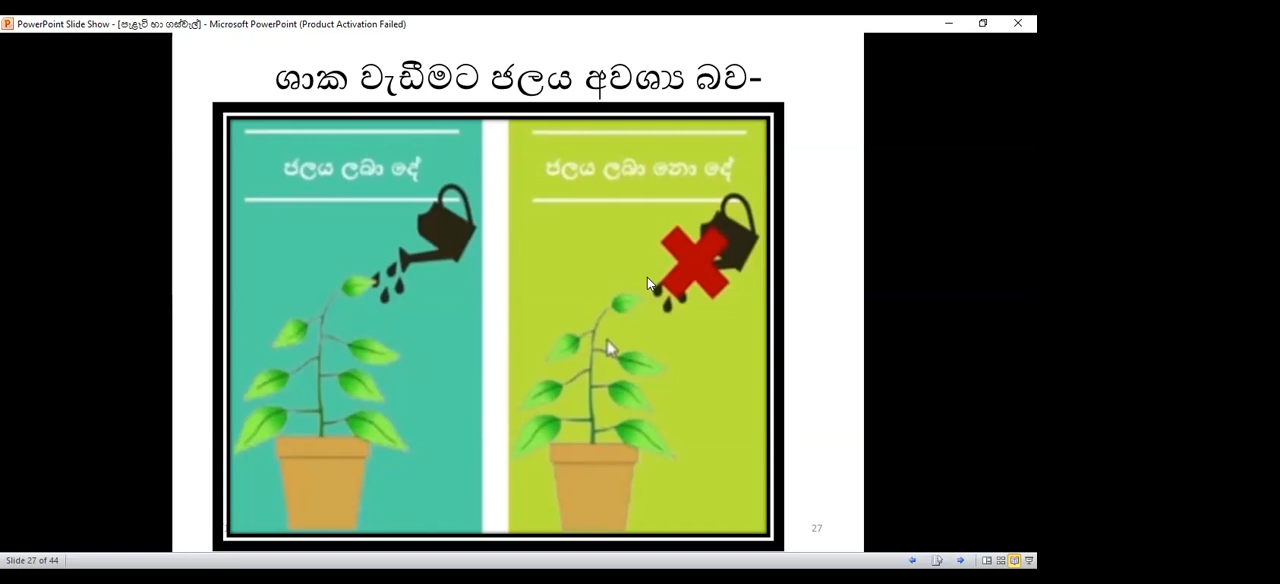 PowerPoint Slide Show - [පැළෑටි හා ගස්වැල්] - Microsoft PowerPoint (Product Activation Failed)
ශාක වැඩීමට ජලය අවශ්‍ය බව-
ජලය ලබා දේ
ජලය ලබා නො දේ
27
Slide 27 of 44